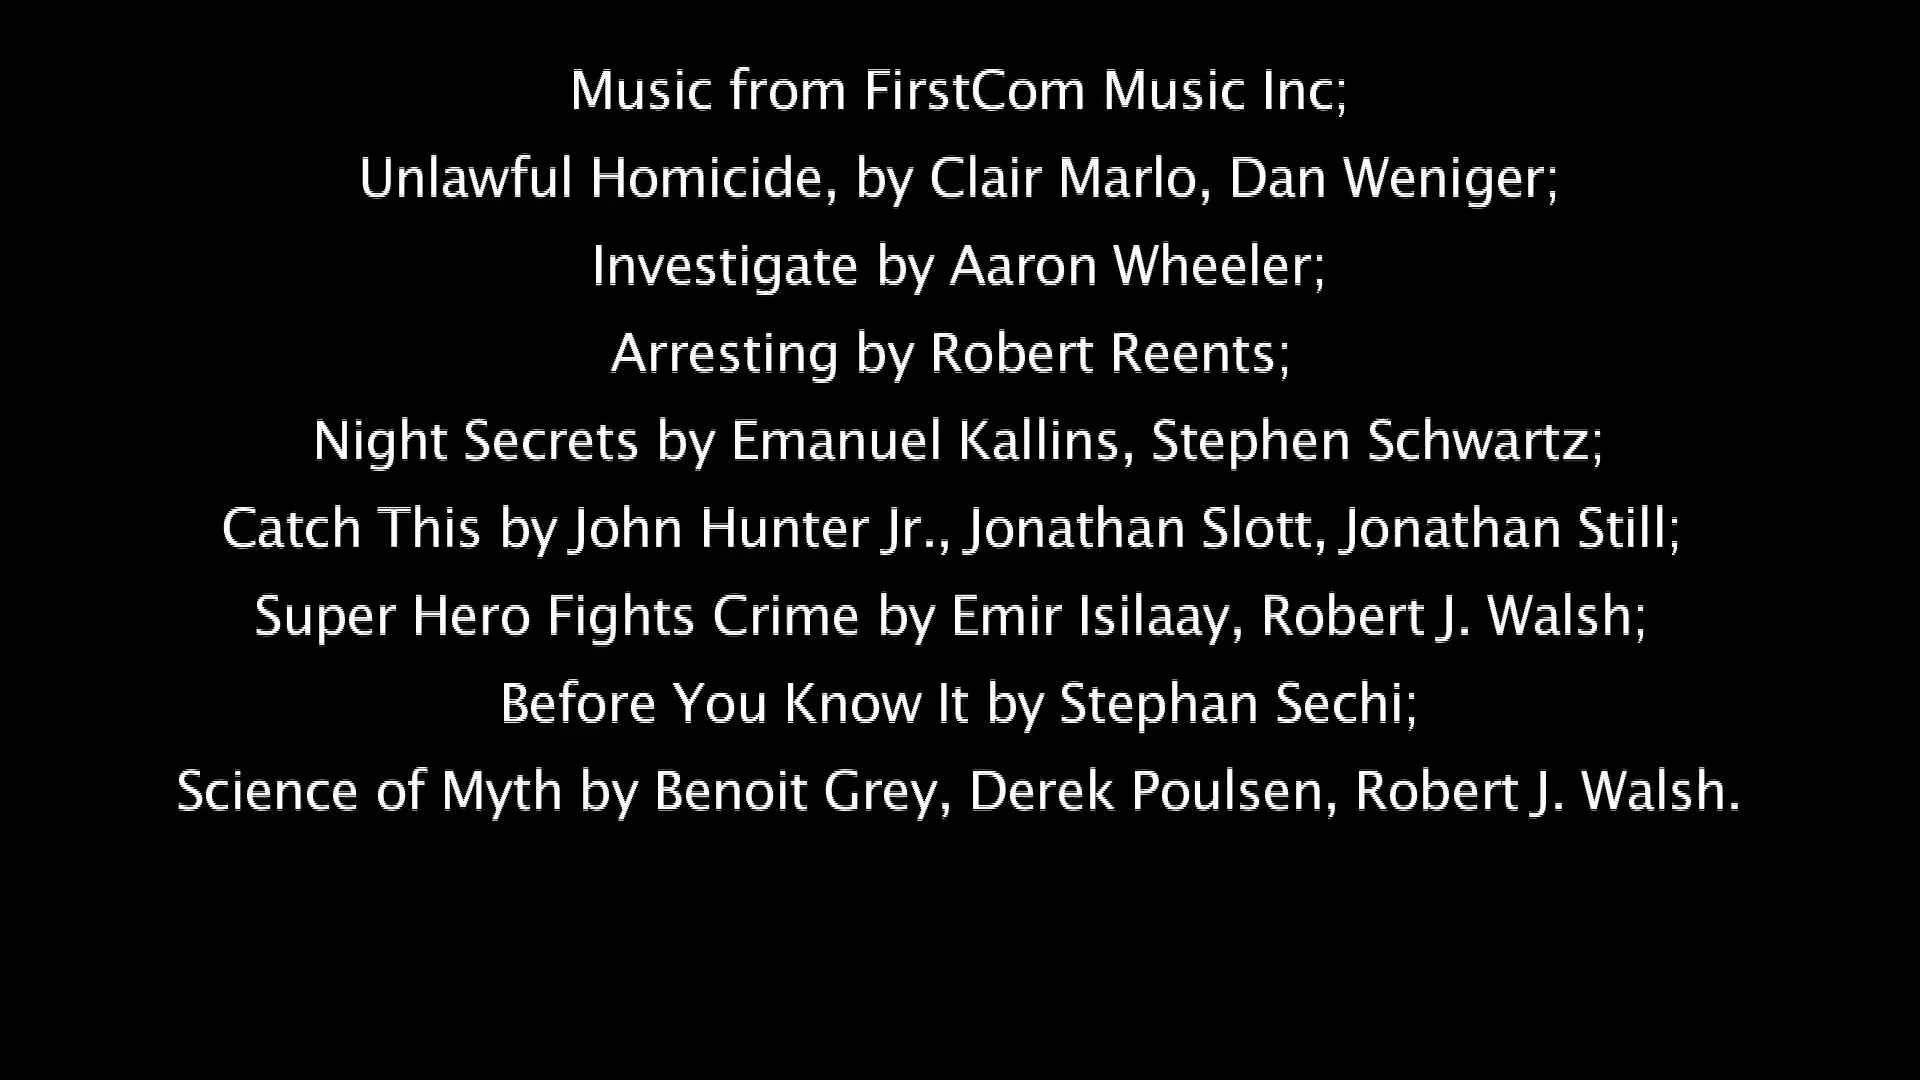 Music from FirstCom Music Inc;
Unlawful Homicide, by Clair Marlo, Dan Weniger;
Investigate by Aaron Wheeler;
Arresting by Robert Reents;
Night Secrets by Emanuel Kallins, Stephen Schwartz;
Catch This by John Hunter Jr., Jonathan Slott, Jonathan Still;
Super Hero Fights Crime by Emir Isilaay, Robert J. Walsh;
Before You Know It by Stephan Sechi;
Science of Myth by Benoit Grey, Derek Poulsen, Robert J. Walsh.